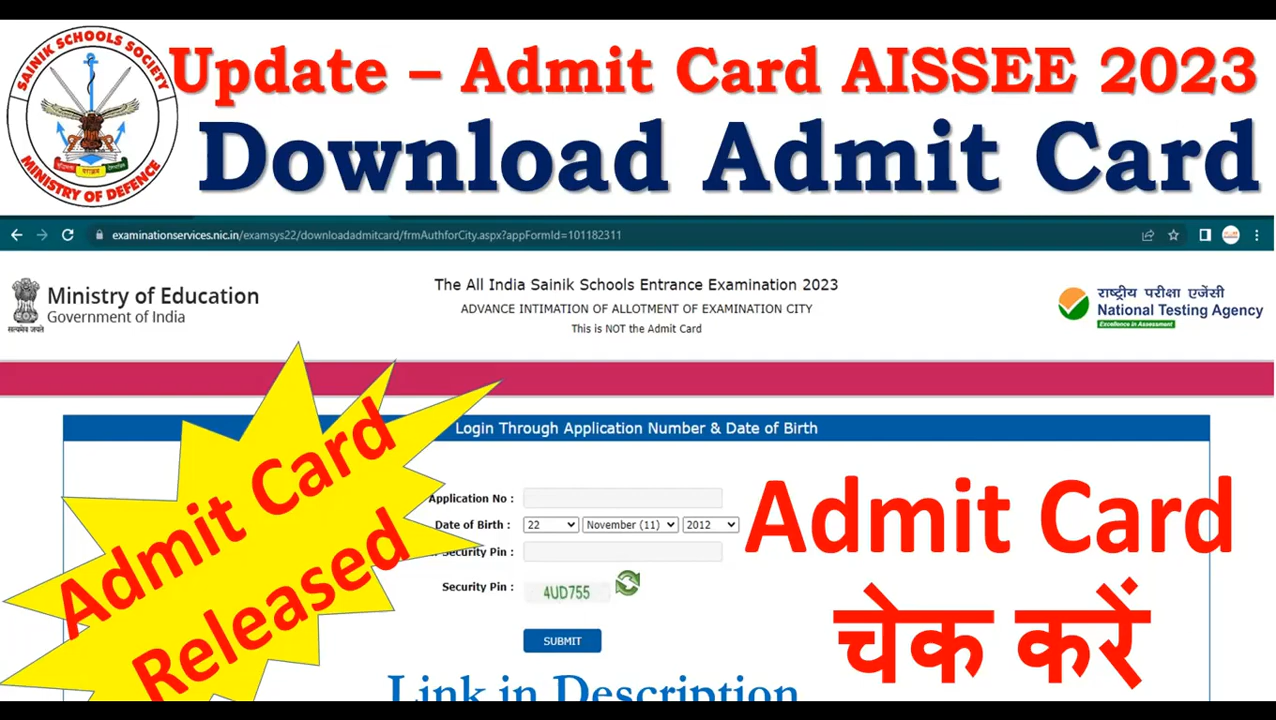 SAINIK SCHOOLS SOCIETY
MINISTRY OF DEFENCE
Update – Admit Card AISSEE 2023
Download Admit Card
examinationservices.nic.in/examsys22/downloadadmitcard/frmAuthforCity.aspx?appFormId=101182311
सत्यमेव जयते
Ministry of Education
Government of India
The All India Sainik Schools Entrance Examination 2023
ADVANCE INTIMATION OF ALLOTMENT OF EXAMINATION CITY
This is NOT the Admit Card
राष्ट्रीय परीक्षा एजेंसी
National Testing Agency
Excellence in Assessment
Login Through Application Number & Date of Birth
Admit Card
Released
Application No :
Date of Birth : 22 November (11) 2012
Security Pin :
Security Pin : 4UD755
SUBMIT
Admit Card
चेक करें
Link in Description